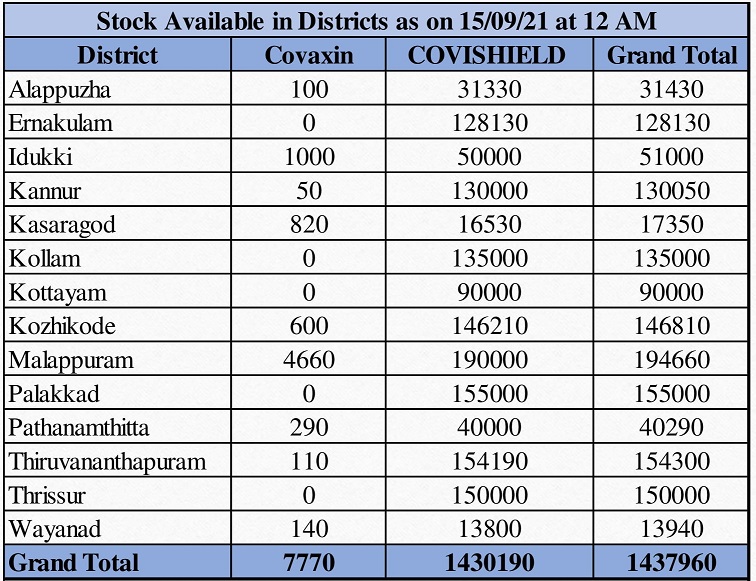 Stock Available in Districts as on 15/09/21 at 12 AM
District Covaxin COVISHIELD Grand Total
Alappuzha 100 31330 31430
Ernakulam 0 128130 128130
Idukki 1000 50000 51000
Kannur 50 130000 130050
Kasaragod 820 16530 17350
Kollam 0 135000 135000
Kottayam 0 90000 90000
Kozhikode 600 146210 146810
Malappuram 4660 190000 194660
Palakkad 0 155000 155000
Pathanamthitta 290 40000 40290
Thiruvananthapuram 110 154190 154300
Thrissur 0 150000 150000
Wayanad 140 13800 13940
Grand Total 7770 1430190 1437960